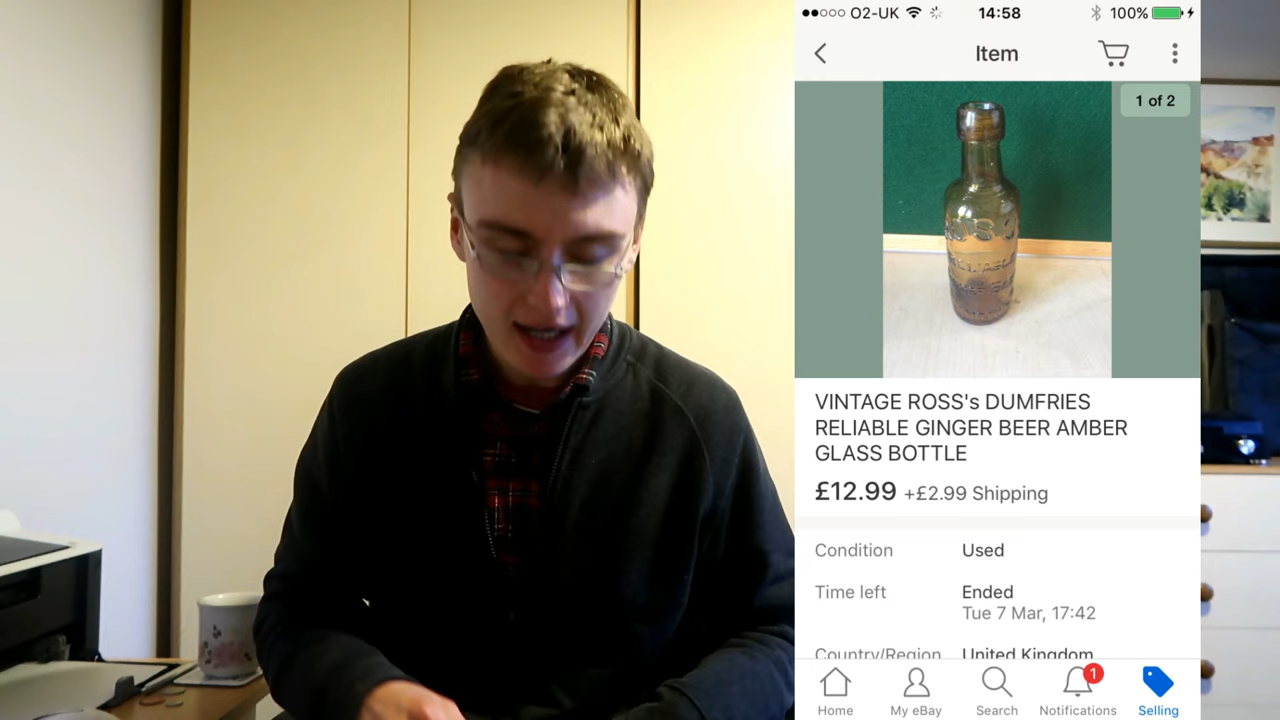 O2-UK 14:58 100%
Item
1 of 2
VINTAGE ROSS's DUMFRIES
RELIABLE GINGER BEER AMBER
GLASS BOTTLE
£12.99 +£2.99 Shipping
Condition Used
Time left Ended
Tue 7 Mar, 17:42
Country/Region United Kingdom
1
Home My eBay Search Notifications Selling